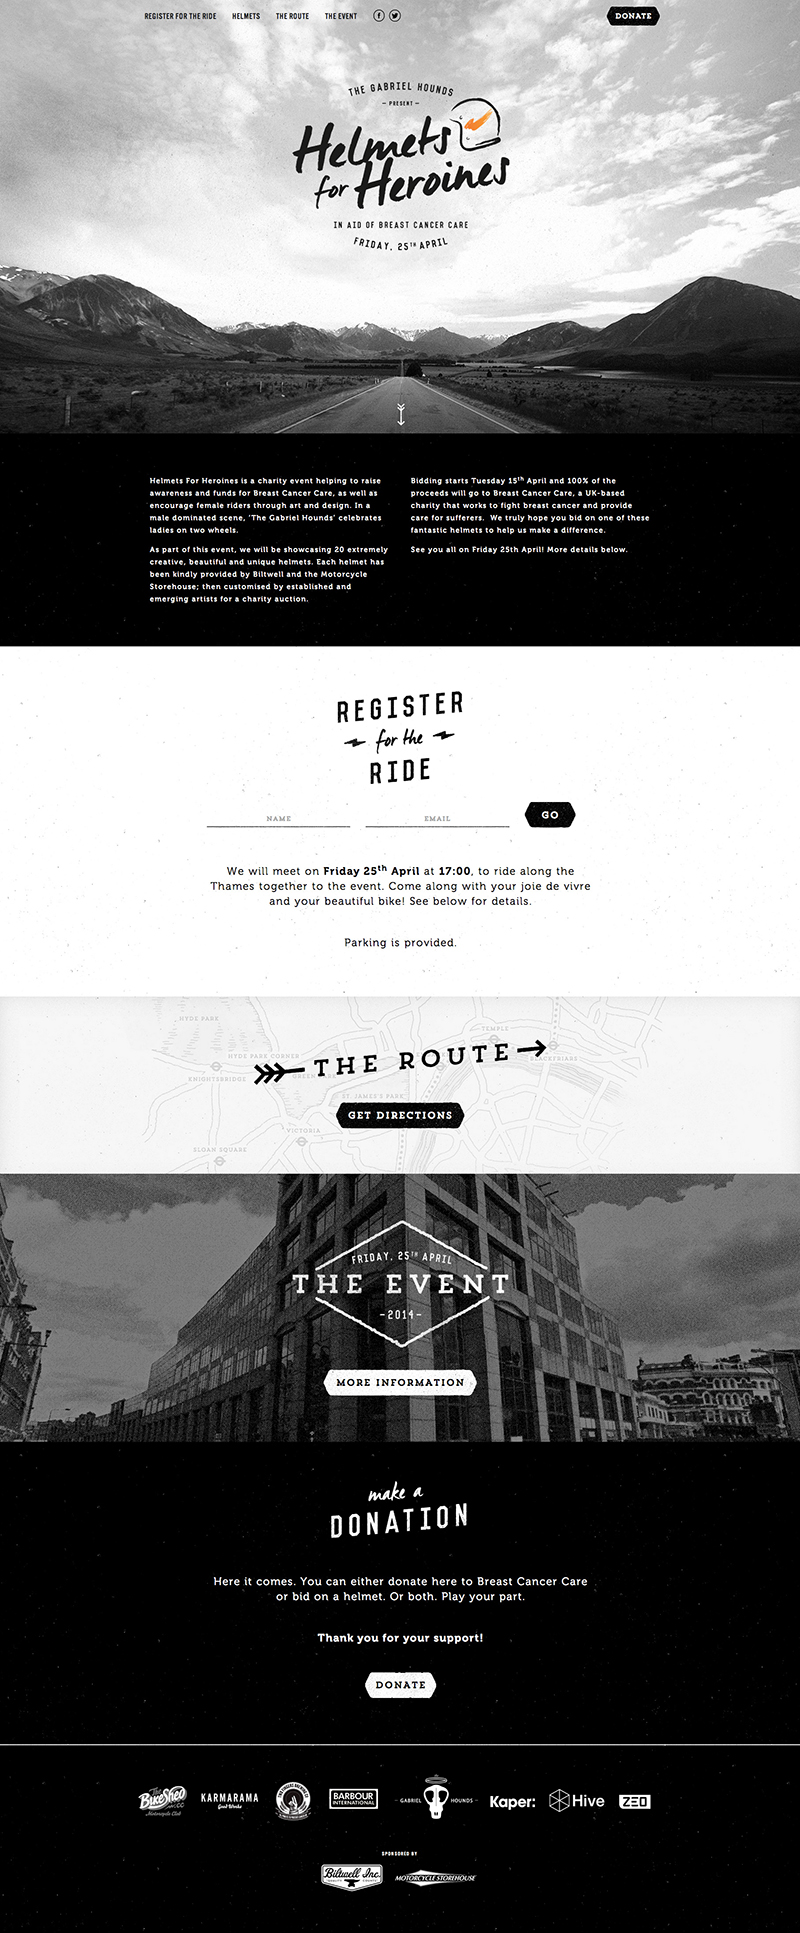 REGISTER FOR THE RIDE HELMETS THE ROUTE THE EVENT
DONATE
THE GABRIEL HOUNDS
– PRESENT –
Helmets
for Heroines
IN AID OF BREAST CANCER CARE
FRIDAY, 25TH APRIL
Helmets For Heroines is a charity event helping to raise
awareness and funds for Breast Cancer Care, as well as
encourage female riders through art and design. In a
male dominated scene, 'The Gabriel Hounds' celebrates
ladies on two wheels.
As part of this event, we will be showcasing 20 extremely
creative, beautiful and unique helmets. Each helmet has
been kindly provided by Biltwell and the Motorcycle
Storehouse; then customised by established and
emerging artists for a charity auction.
Bidding starts Tuesday 15th April and 100% of the
proceeds will go to Breast Cancer Care, a UK-based
charity that works to fight breast cancer and provide
care for sufferers. We truly hope you bid on one of these
fantastic helmets to help us make a difference.
See you all on Friday 25th April! More details below.
REGISTER
for the
RIDE
NAME
EMAIL
GO
We will meet on Friday 25th April at 17:00, to ride along the
Thames together to the event. Come along with your joie de vivre
and your beautiful bike! See below for details.
Parking is provided.
HYDE PARK
TEMPLE
HYDE PARK CORNER
BLACKFRIARS
THE ROUTE
KNIGHTSBRIDGE
ST. JAMES'S PARK
GET DIRECTIONS
VICTORIA
SLOAN SQUARE
FRIDAY, 25TH APRIL
THE EVENT
–2014–
MORE INFORMATION
make a
DONATION
Here it comes. You can either donate here to Breast Cancer Care
or bid on a helmet. Or both. Play your part.
Thank you for your support!
DONATE
The
BikeShed
Motorcycle Club
KARMARAMA
Good Works
BARBOUR
INTERNATIONAL
GABRIEL HOUNDS
Kaper:
Hive
ZEO
SPONSORED BY
Biltwell Inc.
MOTORCYCLE STOREHOUSE